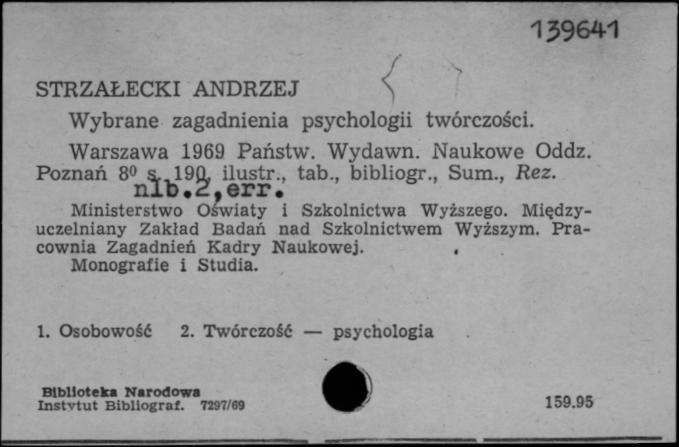 139641
STRZAŁECKI ANDRZEJ
Wybrane zagadnienia psychologii twórczości.
Warszawa 1969 Państw. Wydawn. Naukowe Oddz.
Poznań 8⁰ s. 190, ilustr., tab., bibliogr., Sum., Rez.
nlb.2,err.
Ministerstwo Oświaty i Szkolnictwa Wyższego. Między-
uczelniany Zakład Badań nad Szkolnictwem Wyższym. Pra-
cownia Zagadnień Kadry Naukowej.
Monografie i Studia.
1. Osobowość 2. Twórczość — psychologia
Biblioteka Narodowa
Instytut Bibliograf. 7297/69
159.95